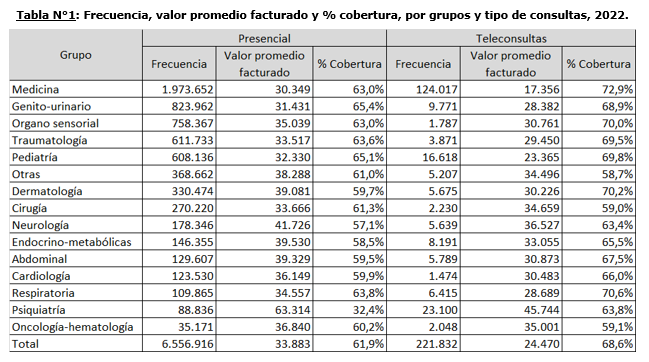 Tabla N°1: Frecuencia, valor promedio facturado y % cobertura, por grupos y tipo de consultas, 2022.
Grupo Presencial Teleconsultas
Frecuencia Valor promedio facturado % Cobertura Frecuencia Valor promedio facturado % Cobertura
Medicina 1.973.652 30.349 63,0% 124.017 17.356 72,9%
Genito-urinario 823.962 31.431 65,4% 9.771 28.382 68,9%
Organo sensorial 758.367 35.039 63,0% 1.787 30.761 70,0%
Traumatología 611.733 33.517 63,6% 3.871 29.450 69,5%
Pediatría 608.136 32.330 65,1% 16.618 23.365 69,8%
Otras 368.662 38.288 61,0% 5.207 34.496 58,7%
Dermatología 330.474 39.081 59,7% 5.675 30.226 70,2%
Cirugía 270.220 33.666 61,3% 2.230 34.659 59,0%
Neurología 178.346 41.726 57,1% 5.639 36.527 63,4%
Endocrino-metabólicas 146.355 39.530 58,5% 8.191 33.055 65,5%
Abdominal 129.607 39.329 59,5% 5.789 30.873 67,5%
Cardiología 123.530 36.149 59,9% 1.474 30.483 66,0%
Respiratoria 109.865 34.557 63,8% 6.415 28.689 70,6%
Psiquiatría 88.836 63.314 32,4% 23.100 45.744 63,8%
Oncología-hematología 35.171 36.840 60,2% 2.048 35.001 59,1%
Total 6.556.916 33.883 61,9% 221.832 24.470 68,6%